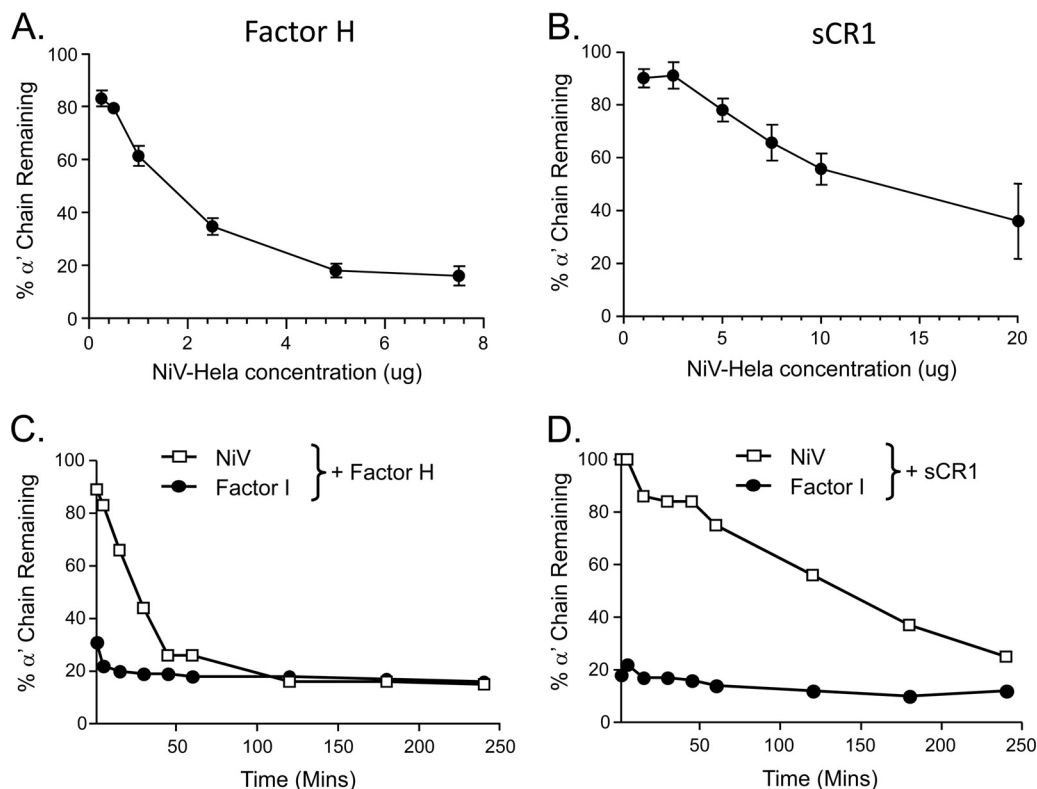 A.
Factor H
% α’ Chain Remaining
100
80
60
40
20
0
0
2
4
6
8
NiV-Hela concentration (ug)
B.
sCR1
% α’ Chain Remaining
100
80
60
40
20
0
0
5
10
15
20
NiV-Hela concentration (ug)
C.
NiV
Factor I
+ Factor H
% α’ Chain Remaining
100
80
60
40
20
0
50
100
150
200
250
Time (Mins)
D.
NiV
Factor I
+ sCR1
% α’ Chain Remaining
100
80
60
40
20
0
50
100
150
200
250
Time (Mins)